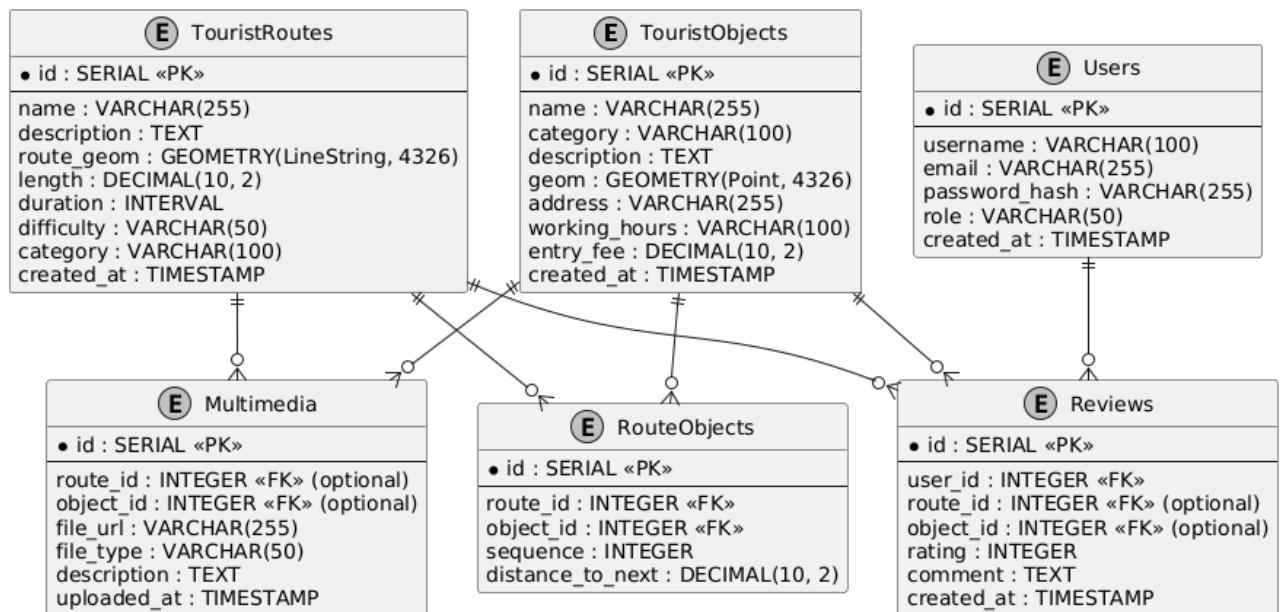 E TouristRoutes
id : SERIAL «PK»
name : VARCHAR(255)
description : TEXT
route_geom : GEOMETRY(LineString, 4326)
length : DECIMAL(10, 2)
duration : INTERVAL
difficulty : VARCHAR(50)
category : VARCHAR(100)
created_at : TIMESTAMP
E TouristObjects
id : SERIAL «PK»
name : VARCHAR(255)
category : VARCHAR(100)
description : TEXT
geom : GEOMETRY(Point, 4326)
address : VARCHAR(255)
working_hours : VARCHAR(100)
entry_fee : DECIMAL(10, 2)
created_at : TIMESTAMP
E Users
id : SERIAL «PK»
username : VARCHAR(100)
email : VARCHAR(255)
password_hash : VARCHAR(255)
role : VARCHAR(50)
created_at : TIMESTAMP
E Multimedia
id : SERIAL «PK»
route_id : INTEGER «FK» (optional)
object_id : INTEGER «FK» (optional)
file_url : VARCHAR(255)
file_type : VARCHAR(50)
description : TEXT
uploaded_at : TIMESTAMP
E RouteObjects
id : SERIAL «PK»
route_id : INTEGER «FK»
object_id : INTEGER «FK»
sequence : INTEGER
distance_to_next : DECIMAL(10, 2)
E Reviews
id : SERIAL «PK»
user_id : INTEGER «FK»
route_id : INTEGER «FK» (optional)
object_id : INTEGER «FK» (optional)
rating : INTEGER
comment : TEXT
created_at : TIMESTAMP